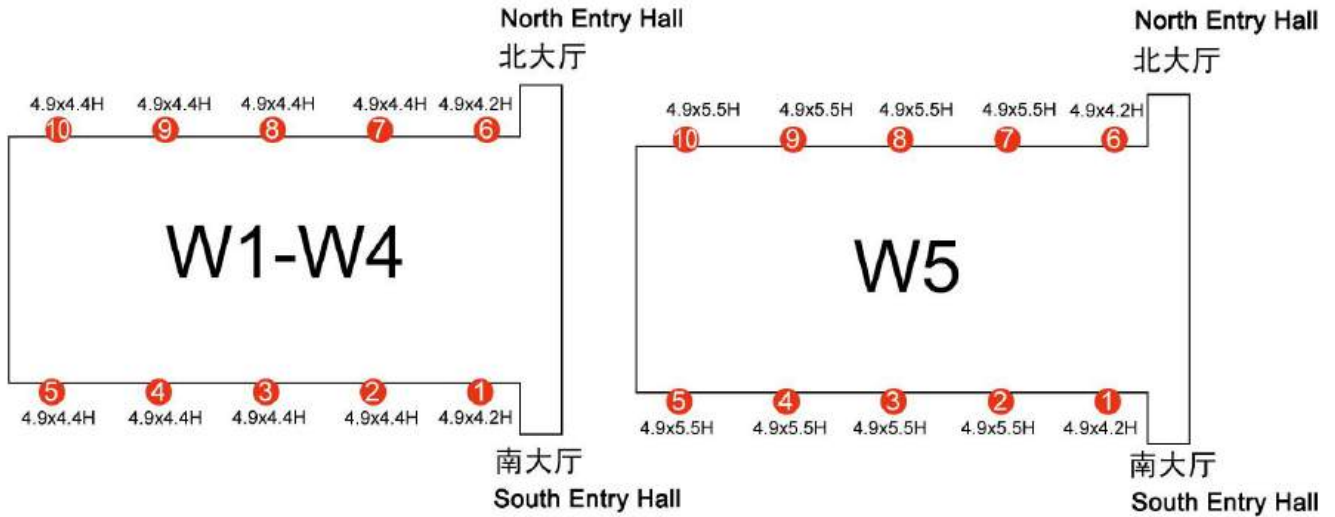 North Entry Hall
北大厅
4.9x4.4H 4.9x4.4H 4.9x4.4H 4.9x4.4H 4.9x4.2H
10 9 8 7 6
W1-W4
5 4 3 2 1
4.9x4.4H 4.9x4.4H 4.9x4.4H 4.9x4.4H 4.9x4.2H
南大厅
South Entry Hall
North Entry Hall
北大厅
4.9x5.5H 4.9x5.5H 4.9x5.5H 4.9x5.5H 4.9x4.2H
10 9 8 7 6
W5
5 4 3 2 1
4.9x5.5H 4.9x5.5H 4.9x5.5H 4.9x5.5H 4.9x4.2H
南大厅
South Entry Hall